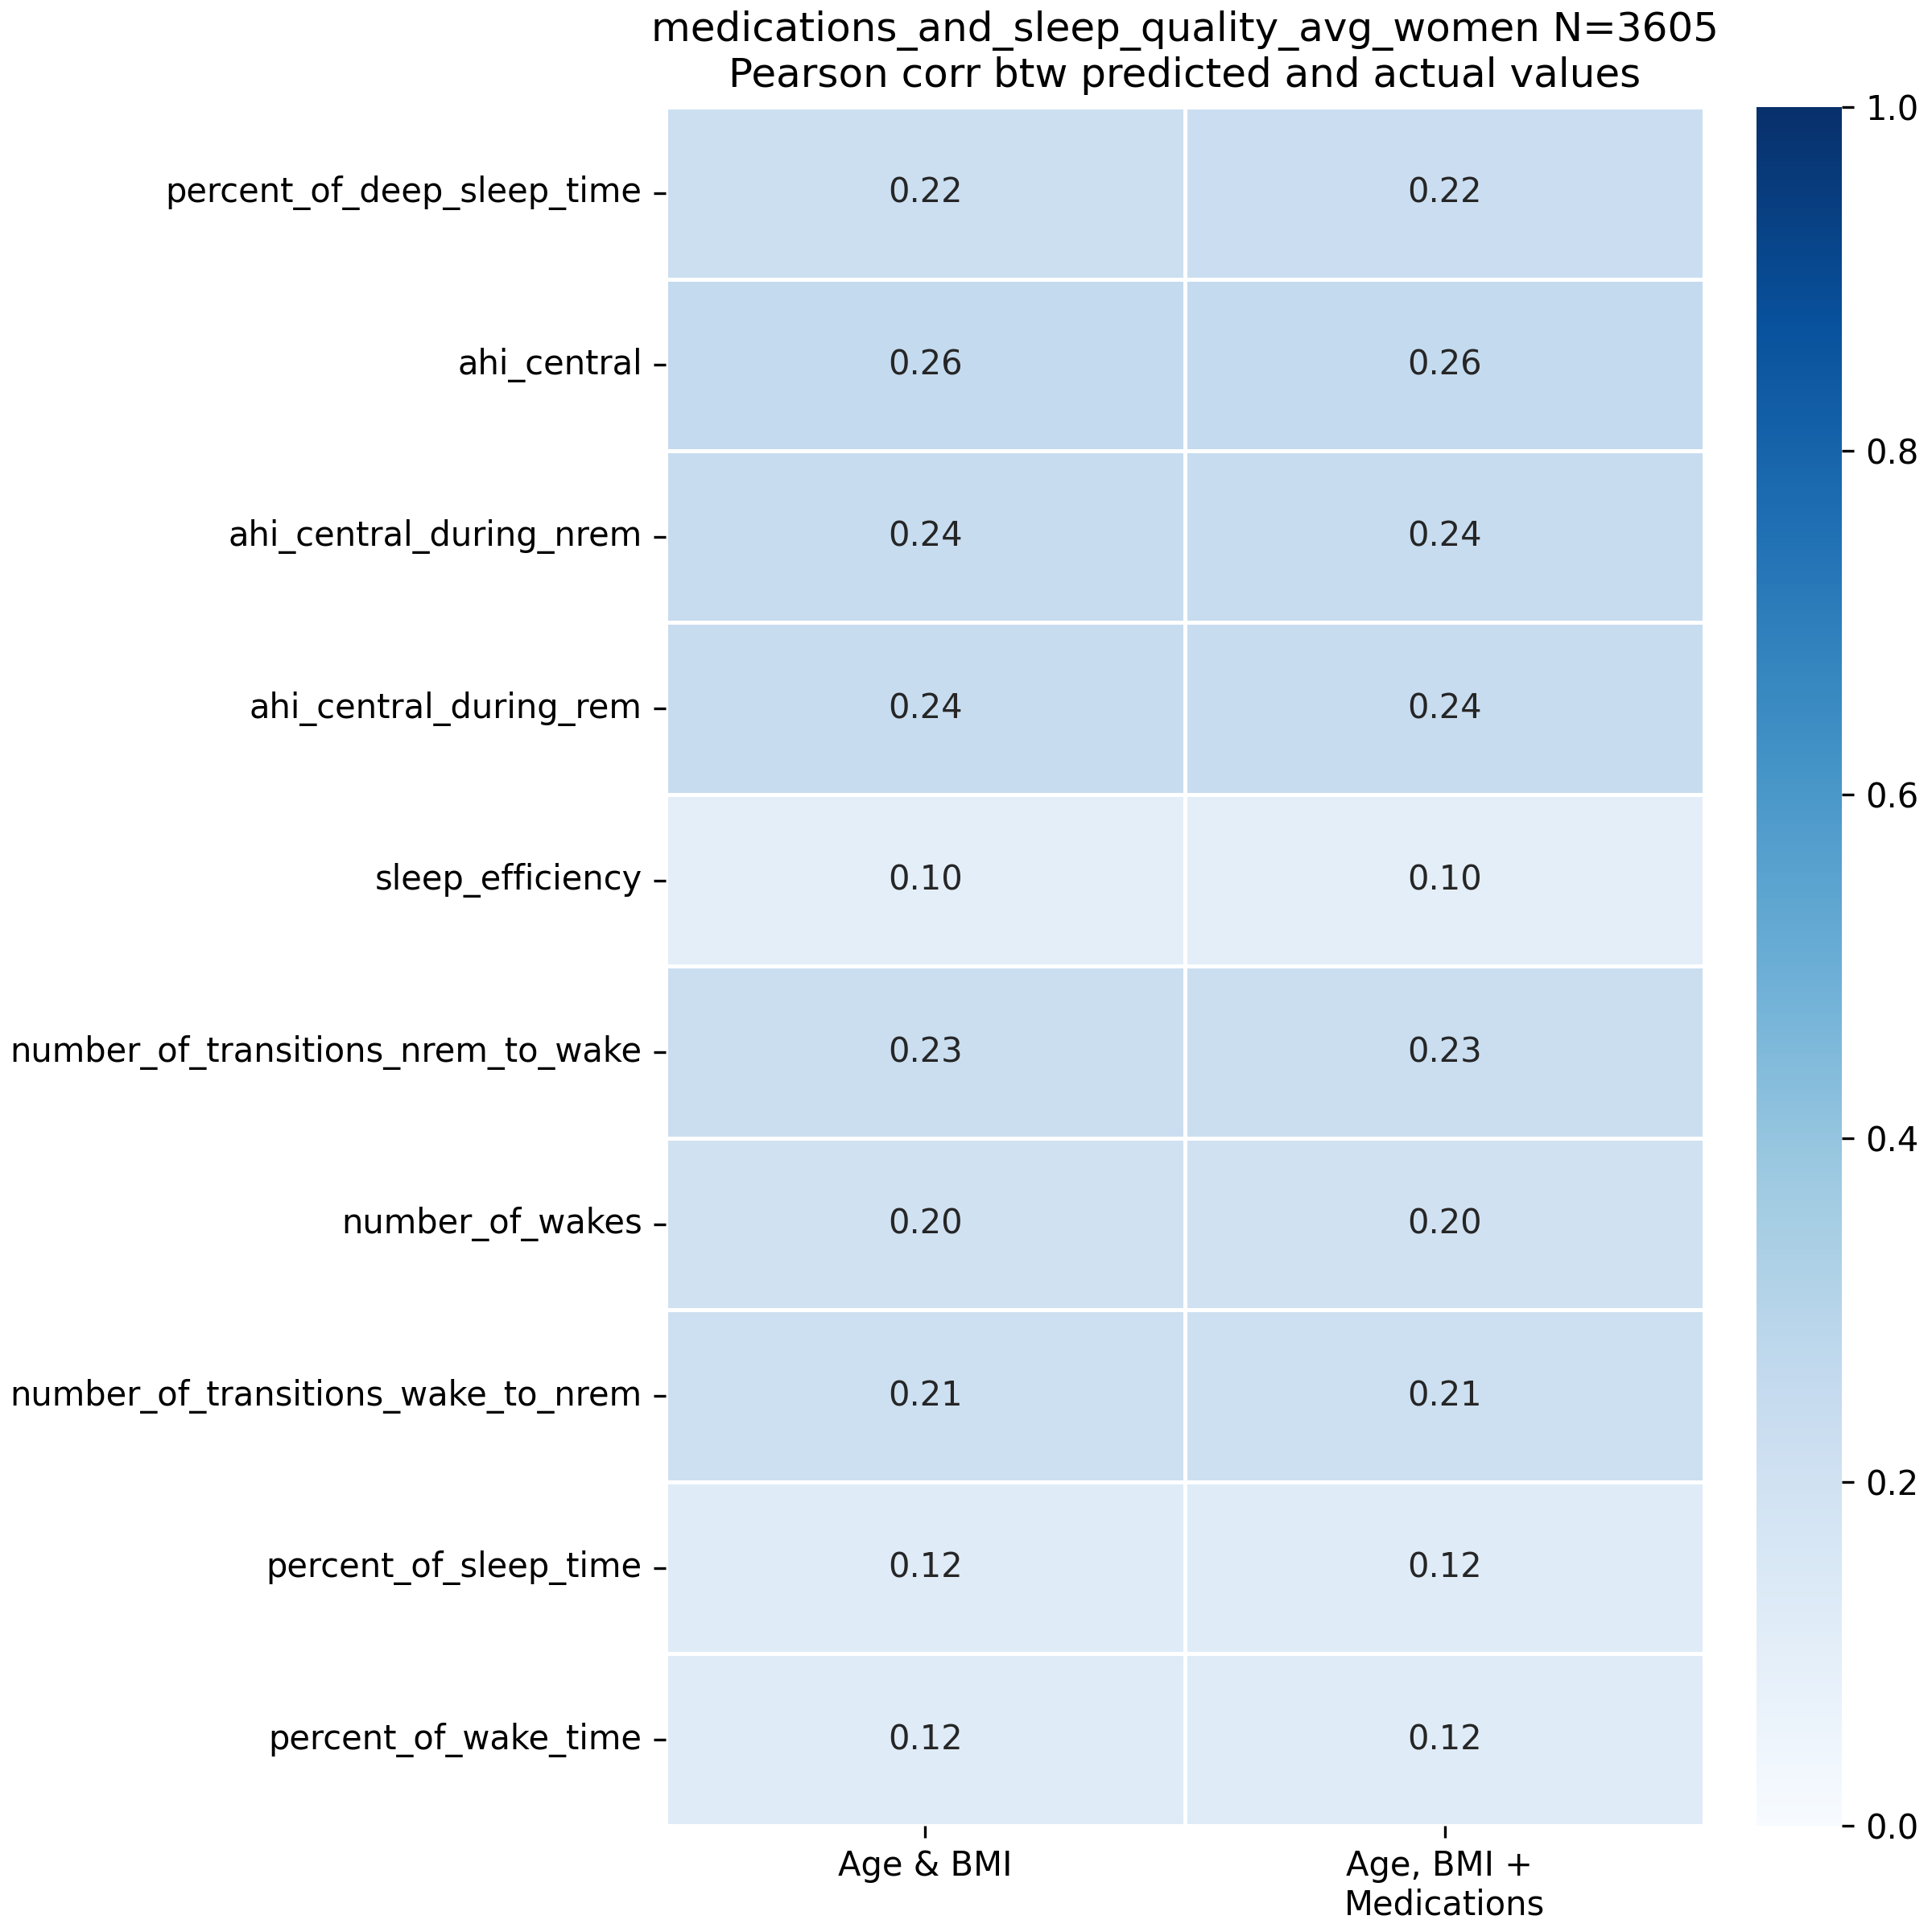 medications_and_sleep_quality_avg_women N=3605
Pearson corr btw predicted and actual values
percent_of_deep_sleep_time 0.22 0.22
ahi_central 0.26 0.26
ahi_central_during_nrem 0.24 0.24
ahi_central_during_rem 0.24 0.24
sleep_efficiency 0.10 0.10
number_of_transitions_nrem_to_wake 0.23 0.23
number_of_wakes 0.20 0.20
number_of_transitions_wake_to_nrem 0.21 0.21
percent_of_sleep_time 0.12 0.12
percent_of_wake_time 0.12 0.12
Age & BMI
Age, BMI +
Medications
1.0
0.8
0.6
0.4
0.2
0.0